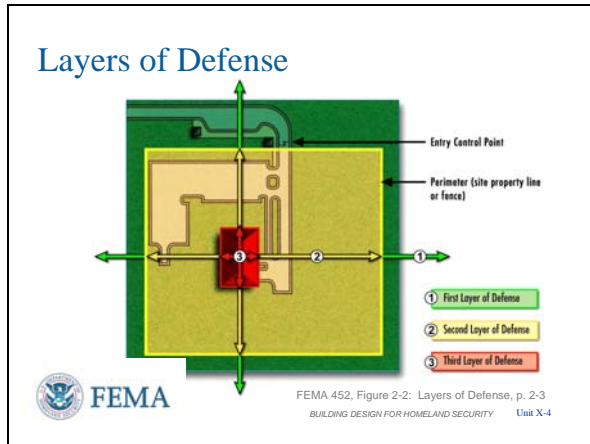 Layers of Defense
Entry Control Point
Perimeter (site property line
or fence)
3
2
1
1 First Layer of Defense
2 Second Layer of Defense
3 Third Layer of Defense
FEMA
FEMA 452, Figure 2-2: Layers of Defense, p. 2-3
BUILDING DESIGN FOR HOMELAND SECURITY Unit X-4